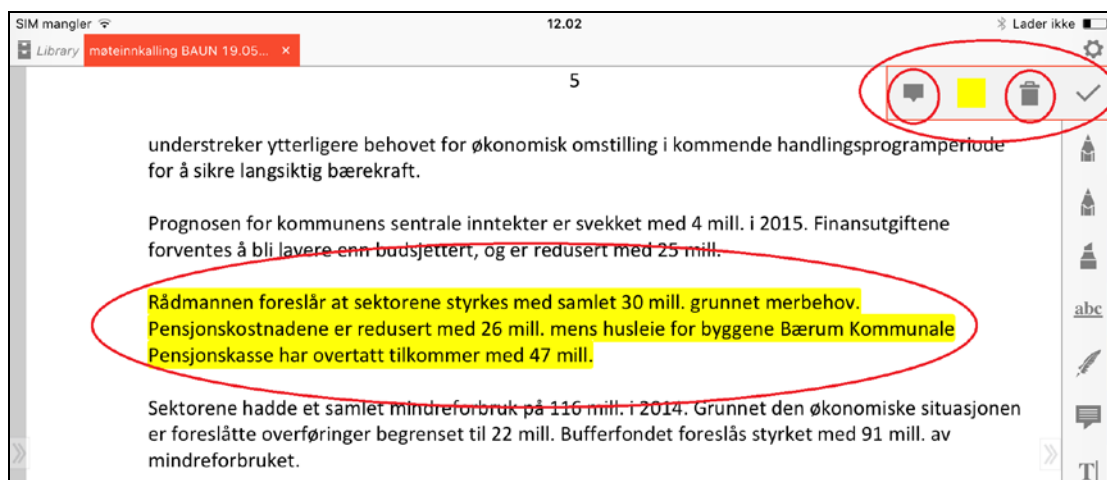 SIM mangler 12.02 Lader ikke
Library møteinnkalling BAUN 19.05... ×
5
understreker ytterligere behovet for økonomisk omstilling i kommende handlingsprogramperiode
for å sikre langsiktig bærekraft.
Prognosen for kommunens sentrale inntekter er svekket med 4 mill. i 2015. Finansutgiftene
forventes å bli lavere enn budsjettert, og er redusert med 25 mill.
Rådmannen foreslår at sektorene styrkes med samlet 30 mill. grunnet merbehov.
Pensjonskostnadene er redusert med 26 mill. mens husleie for byggene Bærum Kommunale
Pensjonskasse har overtatt tilkommer med 47 mill.
abc
Sektorene hadde et samlet mindreforbruk på 116 mill. i 2014. Grunnet den økonomiske situasjonen
er foreslåtte overføringer begrenset til 22 mill. Bufferfondet foreslås styrket med 91 mill. av
mindreforbruket.
T